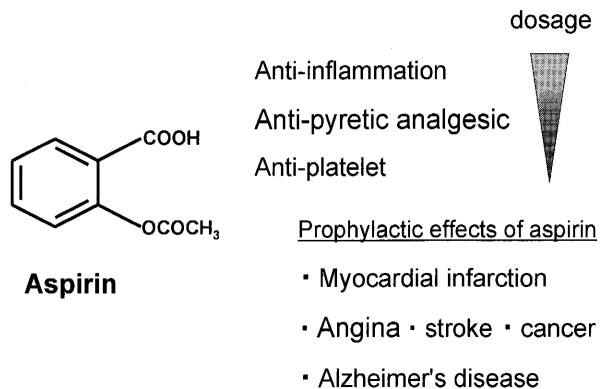 dosage
Anti-inflammation
Anti-pyretic analgesic
Anti-platelet
COOH
OCOCH₃
Aspirin
Prophylactic effects of aspirin
・Myocardial infarction
・Angina・stroke・cancer
・Alzheimer's disease